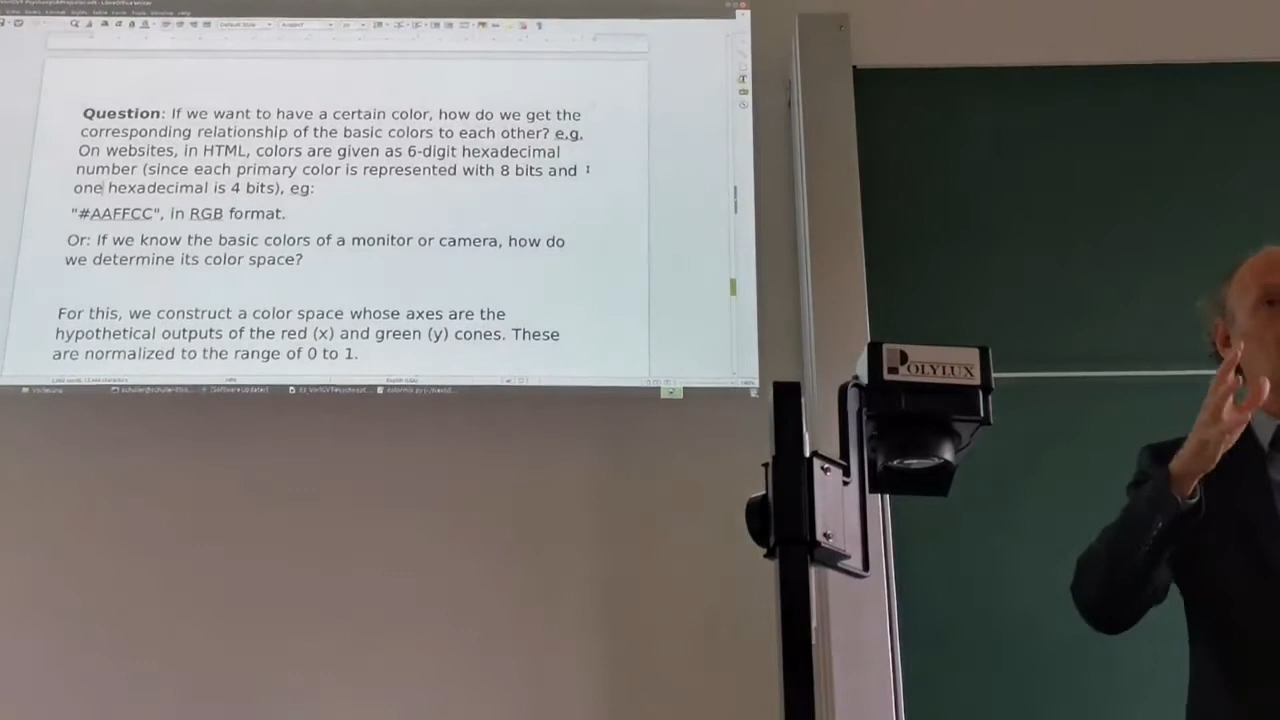 Default Style
Question: If we want to have a certain color, how do we get the
corresponding relationship of the basic colors to each other? e.g.
On websites, in HTML, colors are given as 6-digit hexadecimal
number (since each primary color is represented with 8 bits and
one hexadecimal is 4 bits), eg:
"#AAFFCC", in RGB format.
Or: If we know the basic colors of a monitor or camera, how do
we determine its color space?
For this, we construct a color space whose axes are the
hypothetical outputs of the red (x) and green (y) cones. These
are normalized to the range of 0 to 1.
English (USA)
POLYLUX